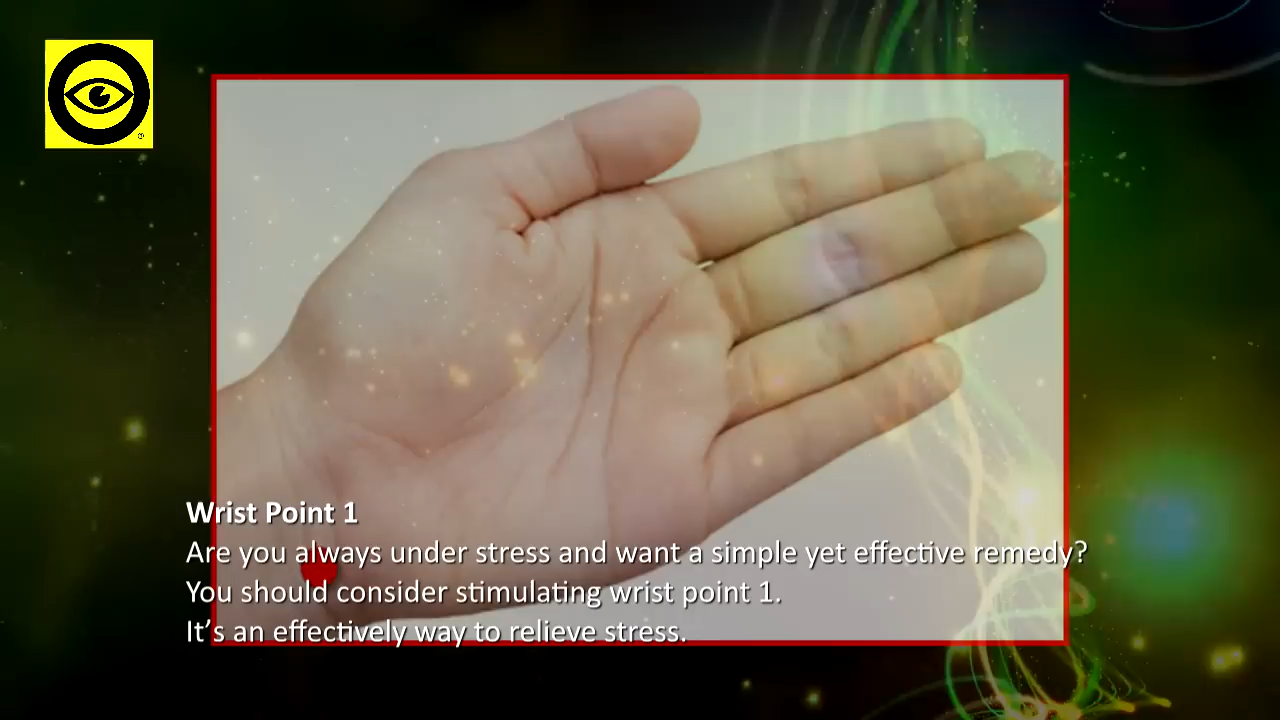 Wrist Point 1
Are you always under stress and want a simple yet effective remedy?
You should consider stimulating wrist point 1.
It’s an effectively way to relieve stress.